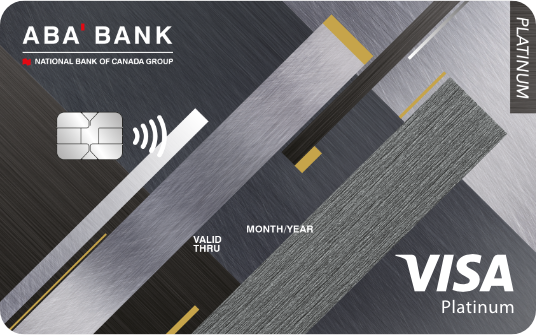 ABA' BANK
NATIONAL BANK OF CANADA GROUP
PLATINUM
MONTH/YEAR
VALID
THRU
VISA
Platinum